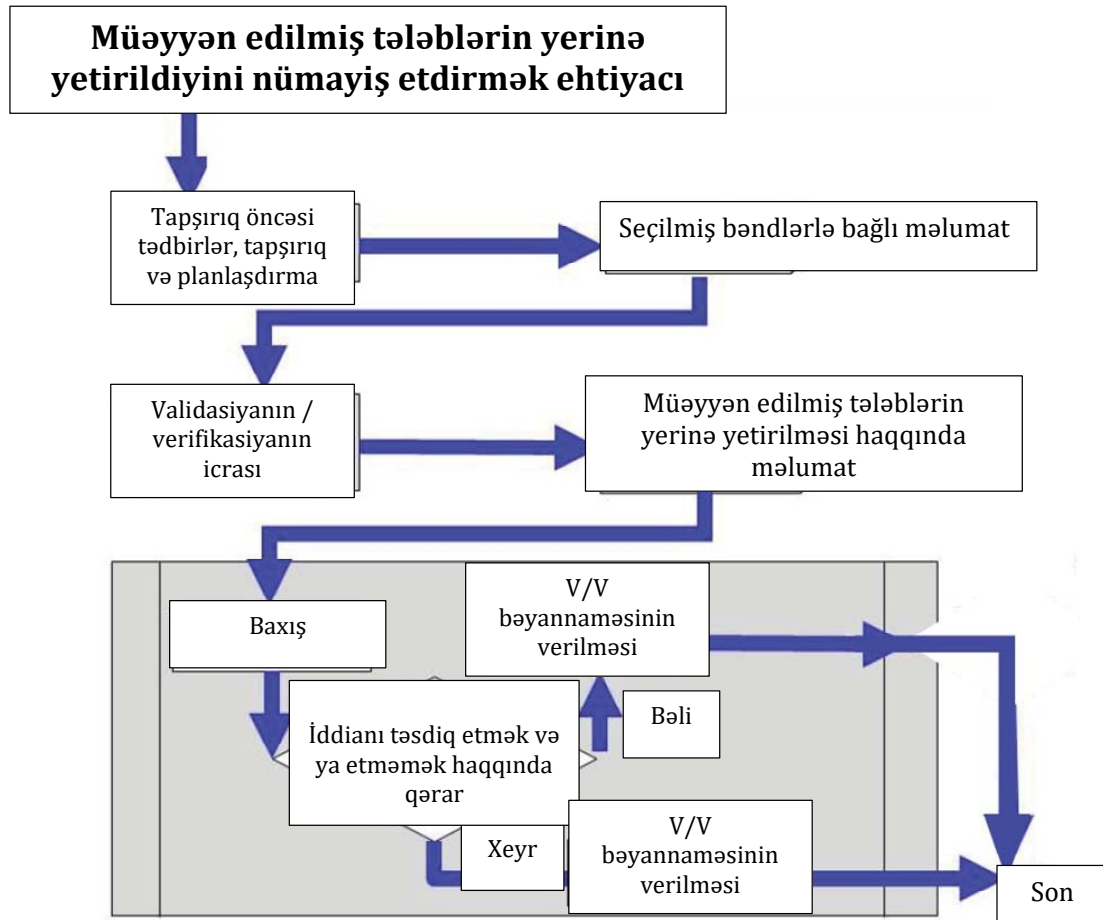 Müəyyən edilmiş tələblərin yerinə
yetirildiyini nümayiş etdirmək ehtiyacı
Tapşırıq öncəsi
tədbirlər, tapşırıq
və planlaşdırma
Seçilmiş bəndlərlə bağlı məlumat
Validasiyanın /
verifikasiyanın
icrası
Müəyyən edilmiş tələblərin
yerinə yetirilməsi haqqında
məlumat
Baxış
V/V
bəyannaməsinin
verilməsi
İddianı təsdiq etmək və
ya etməmək haqqında
qərar
Bəli
Xeyr
V/V
bəyannaməsinin
verilməsi
Son